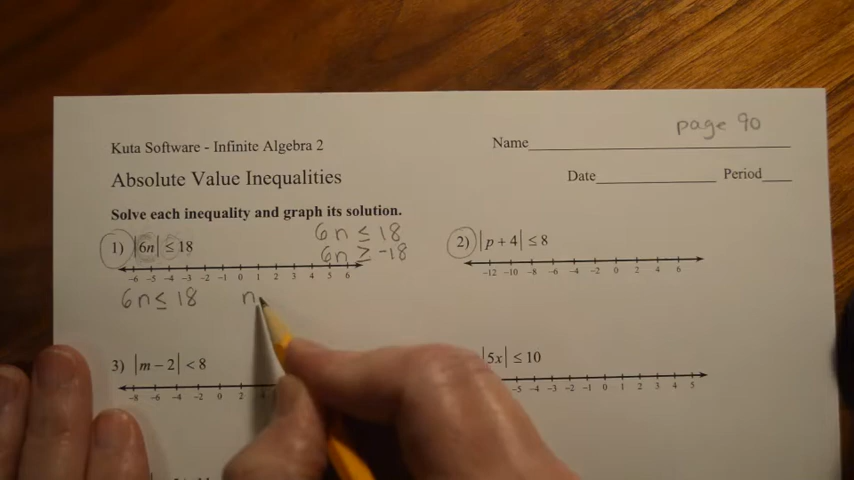 page 90
Kuta Software - Infinite Algebra 2
Name
Absolute Value Inequalities
Date Period
Solve each inequality and graph its solution.
6n ≤ 18
1) |6n| ≤ 18
6n ≥ -18
-6 -5 -4 -3 -2 -1 0 1 2 3 4 5 6
6n ≤ 18 n
2) |p + 4| ≤ 8
-12 -10 -8 -6 -4 -2 0 2 4 6
3) |m − 2| < 8
-8 -6 -4 -2 0 2 4
|5x| ≤ 10
-5 -4 -3 -2 -1 0 1 2 3 4 5